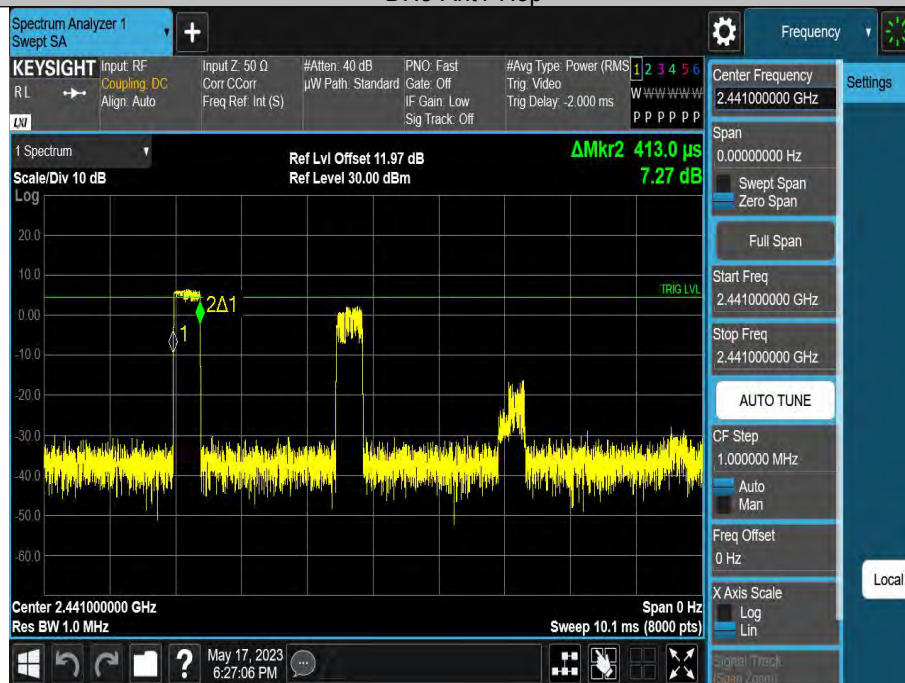 Spectrum Analyzer 1
Swept SA
Frequency
KEYSIGHT
RL
LXI
Input: RF
Coupling: DC
Align: Auto
Input Z: 50 Ω
Corr CCorr
Freq Ref: Int (S)
#Atten: 40 dB
µW Path: Standard
PNO: Fast
Gate: Off
IF Gain: Low
Sig Track: Off
#Avg Type: Power (RMS
Trig: Video
Trig Delay: -2.000 ms
1 2 3 4 5 6
W W W W W W
P P P P P P
Center Frequency
2.441000000 GHz
Settings
1 Spectrum
Scale/Div 10 dB
Ref Lvl Offset 11.97 dB
Ref Level 30.00 dBm
ΔMkr2 413.0 µs
7.27 dB
Log
20.0
10.0
0.00
-10.0
-20.0
-30.0
-40.0
-50.0
-60.0
TRIG LVL
2Δ1
1
Span
0.00000000 Hz
Swept Span
Zero Span
Full Span
Start Freq
2.441000000 GHz
Stop Freq
2.441000000 GHz
AUTO TUNE
CF Step
1.000000 MHz
Auto
Man
Freq Offset
0 Hz
X Axis Scale
Log
Lin
Signal Track
(Span Zoom)
Local
Center 2.441000000 GHz
Res BW 1.0 MHz
Span 0 Hz
Sweep 10.1 ms (8000 pts)
?
May 17, 2023
6:27:06 PM